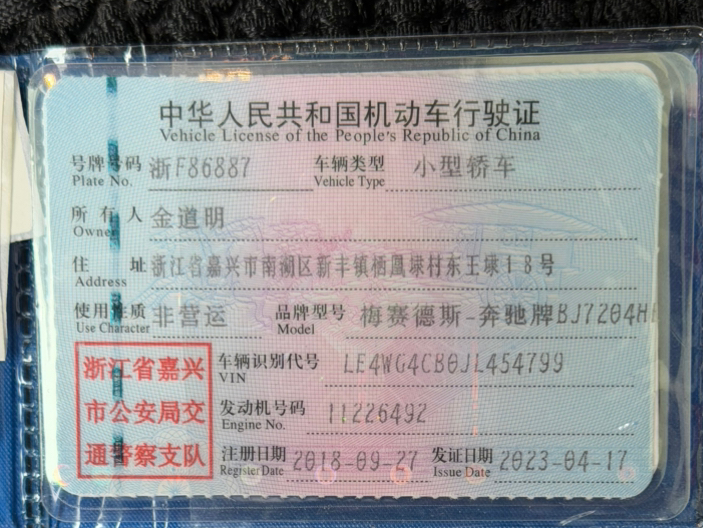 中华人民共和国机动车行驶证
Vehicle License of the People's Republic of China
号牌号码 浙F86887 车辆类型 小型轿车
Plate No. Vehicle Type
所有人 金道明
Owner
住址 浙江省嘉兴市南湖区新丰镇栖凰埭村东王埭18号
Address
使用性质 非营运 品牌型号 梅赛德斯-奔驰牌BJ7204H
Use Character Model
浙江省嘉兴 车辆识别代号 LE4WG4CB0JL454799
VIN
市公安局交 发动机号码 11226492
Engine No.
通警察支队 注册日期 2018-09-27 发证日期 2023-04-17
Register Date Issue Date